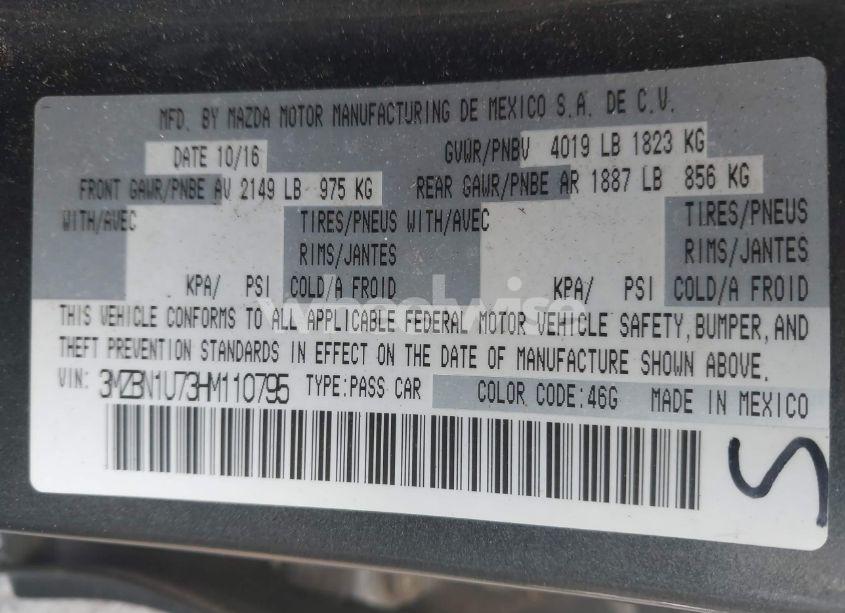 MFD. BY MAZDA MOTOR MANUFACTURING DE MEXICO S.A. DE C.V.
DATE 10/16 GVWR/PNBV 4019 LB 1823 KG
FRONT GAWR/PNBE AV 2149 LB 975 KG REAR GAWR/PNBE AR 1887 LB 856 KG
WITH/AVEC TIRES/PNEUS WITH/AVEC TIRES/PNEUS
RIMS/JANTES RIMS/JANTES
KPA/ PSI COLD/A FROID KPA/ PSI COLD/A FROID
wheelwise
THIS VEHICLE CONFORMS TO ALL APPLICABLE FEDERAL MOTOR VEHICLE SAFETY, BUMPER, AND
THEFT PREVENTION STANDARDS IN EFFECT ON THE DATE OF MANUFACTURE SHOWN ABOVE.
VIN: 3MZBN1U73HM110795 TYPE:PASS CAR COLOR CODE:46G MADE IN MEXICO
S